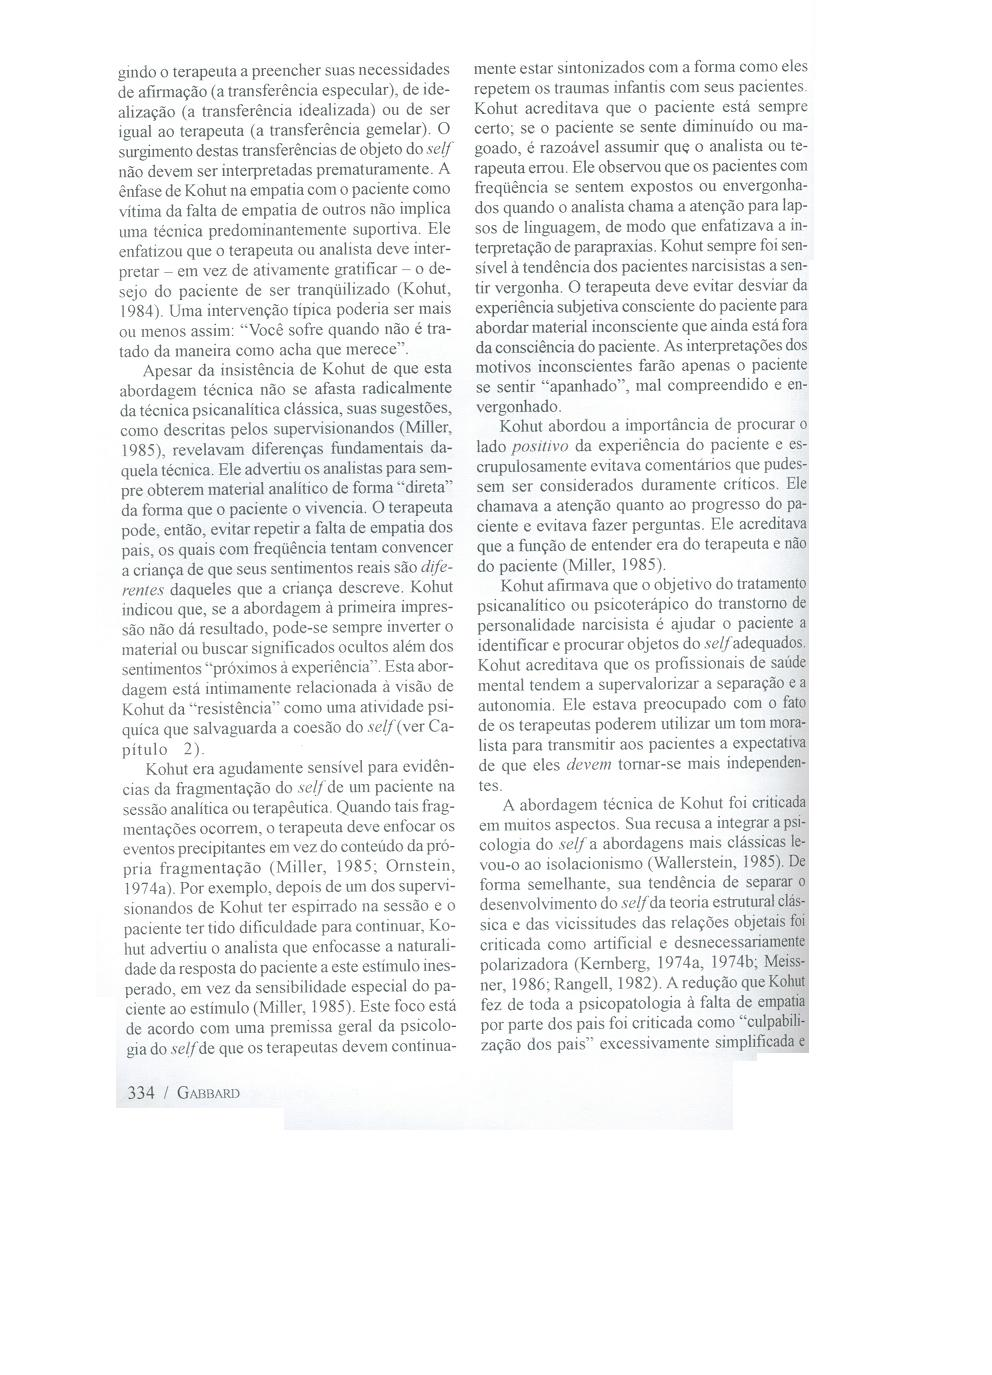 gindo o terapeuta a preencher suas necessidades
de afirmação (a transferência especular), de ide-
alização (a transferência idealizada) ou de ser
igual ao terapeuta (a transferência gemelar). O
surgimento destas transferências de objeto do self
não devem ser interpretadas prematuramente. A
ênfase de Kohut na empatia com o paciente como
vítima da falta de empatia de outros não implica
uma técnica predominantemente suportiva. Ele
enfatizou que o terapeuta ou analista deve inter-
pretar – em vez de ativamente gratificar – o de-
sejo do paciente de ser tranqüilizado (Kohut,
1984). Uma intervenção típica poderia ser mais
ou menos assim: “Você sofre quando não é tra-
tado da maneira como acha que merece”.
Apesar da insistência de Kohut de que esta
abordagem técnica não se afasta radicalmente
da técnica psicanalítica clássica, suas sugestões,
como descritas pelos supervisionandos (Miller,
1985), revelavam diferenças fundamentais da-
quela técnica. Ele advertiu os analistas para sem-
pre obterem material analítico de forma “direta”
da forma que o paciente o vivencia. O terapeuta
pode, então, evitar repetir a falta de empatia dos
pais, os quais com freqüência tentam convencer
a criança de que seus sentimentos reais são dife-
rentes daqueles que a criança descreve. Kohut
indicou que, se a abordagem à primeira impres-
são não dá resultado, pode-se sempre inverter o
material ou buscar significados ocultos além dos
sentimentos “próximos à experiência”. Esta abor-
dagem está intimamente relacionada à visão de
Kohut da “resistência” como uma atividade psi-
quíca que salvaguarda a coesão do self (ver Ca-
pítulo 2).
Kohut era agudamente sensível para evidên-
cias da fragmentação do self de um paciente na
sessão analítica ou terapêutica. Quando tais frag-
mentações ocorrem, o terapeuta deve enfocar os
eventos precipitantes em vez do conteúdo da pró-
pria fragmentação (Miller, 1985; Ornstein,
1974a). Por exemplo, depois de um dos supervi-
sionandos de Kohut ter espirrado na sessão e o
paciente ter tido dificuldade para continuar, Ko-
hut advertiu o analista que enfocasse a naturali-
dade da resposta do paciente a este estímulo ines-
perado, em vez da sensibilidade especial do pa-
ciente ao estímulo (Miller, 1985). Este foco está
de acordo com uma premissa geral da psicolo-
gia do self de que os terapeutas devem continua-
mente estar sintonizados com a forma como eles
repetem os traumas infantis com seus pacientes.
Kohut acreditava que o paciente está sempre
certo; se o paciente se sente diminuído ou ma-
goado, é razoável assumir que o analista ou te-
rapeuta errou. Ele observou que os pacientes com
freqüência se sentem expostos ou envergonha-
dos quando o analista chama a atenção para lap-
sos de linguagem, de modo que enfatizava a in-
terpretação de parapraxias. Kohut sempre foi sen-
sível à tendência dos pacientes narcisistas a sen-
tir vergonha. O terapeuta deve evitar desviar da
experiência subjetiva consciente do paciente para
abordar material inconsciente que ainda está fora
da consciência do paciente. As interpretações dos
motivos inconscientes farão apenas o paciente
se sentir “apanhado”, mal compreendido e en-
vergonhado.
Kohut abordou a importância de procurar o
lado positivo da experiência do paciente e es-
crupulosamente evitava comentários que pudes-
sem ser considerados duramente críticos. Ele
chamava a atenção quanto ao progresso do pa-
ciente e evitava fazer perguntas. Ele acreditava
que a função de entender era do terapeuta e não
do paciente (Miller, 1985).
Kohut afirmava que o objetivo do tratamento
psicanalítico ou psicoterápico do transtorno de
personalidade narcisista é ajudar o paciente a
identificar e procurar objetos do self adequados.
Kohut acreditava que os profissionais de saúde
mental tendem a supervalorizar a separação e a
autonomia. Ele estava preocupado com o fato
de os terapeutas poderem utilizar um tom mora-
lista para transmitir aos pacientes a expectativa
de que eles devem tornar-se mais independen-
tes.
A abordagem técnica de Kohut foi criticada
em muitos aspectos. Sua recusa a integrar a psi-
cologia do self a abordagens mais clássicas le-
vou-o ao isolacionismo (Wallerstein, 1985). De
forma semelhante, sua tendência de separar o
desenvolvimento do self da teoria estrutural clás-
sica e das vicissitudes das relações objetais foi
criticada como artificial e desnecessariamente
polarizadora (Kernberg, 1974a, 1974b; Meiss-
ner, 1986; Rangell, 1982). A redução que Kohut
fez de toda a psicopatologia à falta de empatia
por parte dos pais foi criticada como “culpabili-
zação dos pais” excessivamente simplificada e
334 / GABBARD